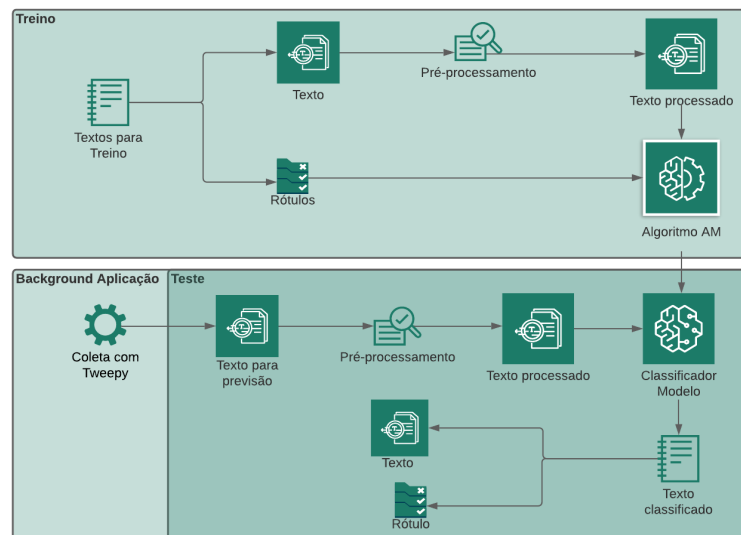 Treino
Texto
Pré-processamento
Texto processado
Textos para
Treino
Rótulos
Algoritmo AM
Background Aplicação
Teste
Coleta com
Tweepy
Texto para
previsão
Pré-processamento
Texto processado
Classificador
Modelo
Texto
Texto
classificado
Rótulo